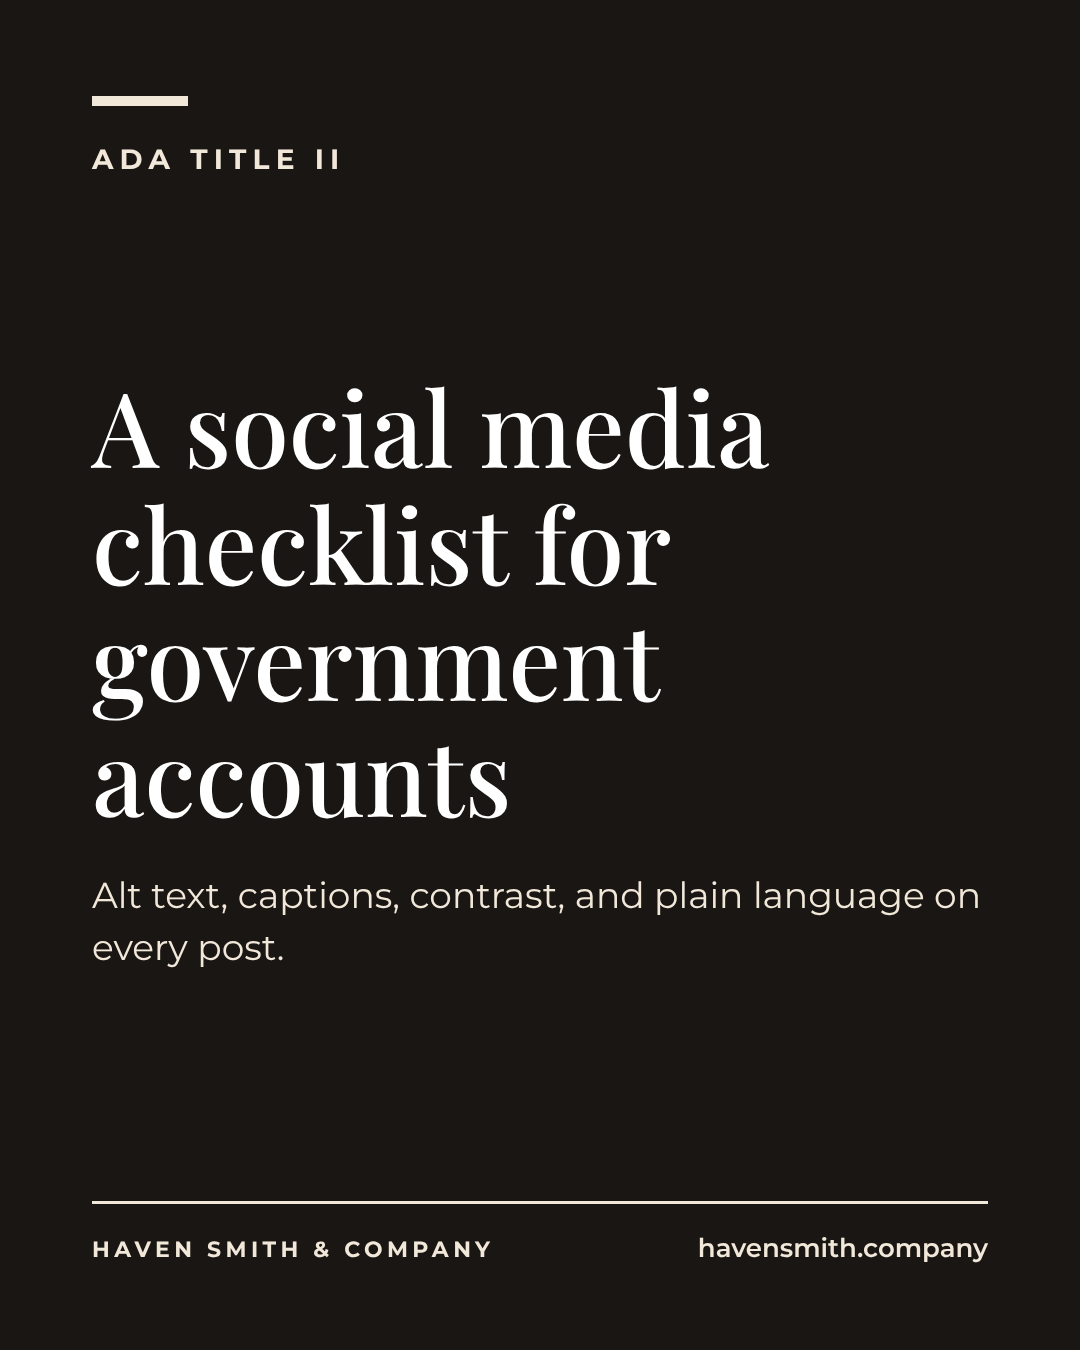 ADA TITLE II
A social media
checklist for
government
accounts
Alt text, captions, contrast, and plain language on
every post.
HAVEN SMITH & COMPANY
havensmith.company